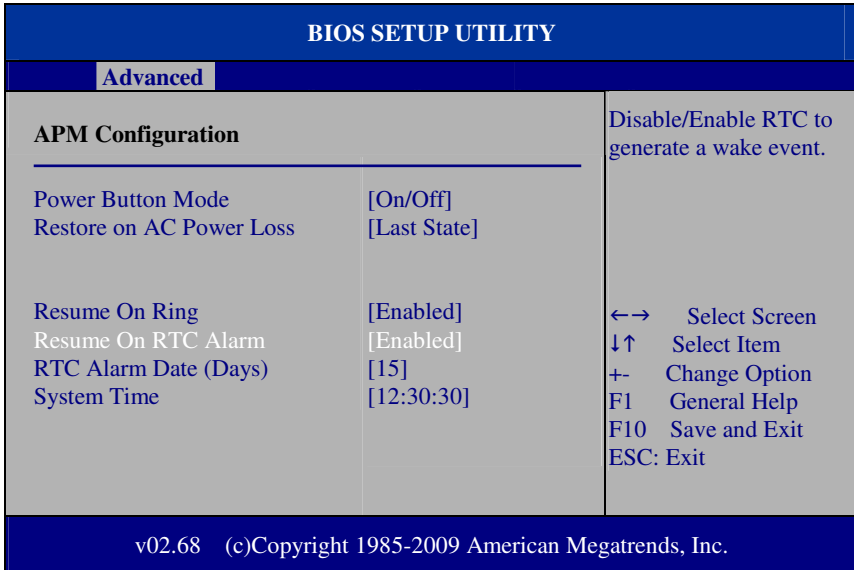 BIOS SETUP UTILITY
Advanced
APM Configuration
Power Button Mode [On/Off]
Restore on AC Power Loss [Last State]
Resume On Ring [Enabled]
Resume On RTC Alarm [Enabled]
RTC Alarm Date (Days) [15]
System Time [12:30:30]
Disable/Enable RTC to
generate a wake event.
←→ Select Screen
↓↑ Select Item
+- Change Option
F1 General Help
F10 Save and Exit
ESC: Exit
v02.68 (c)Copyright 1985-2009 American Megatrends, Inc.